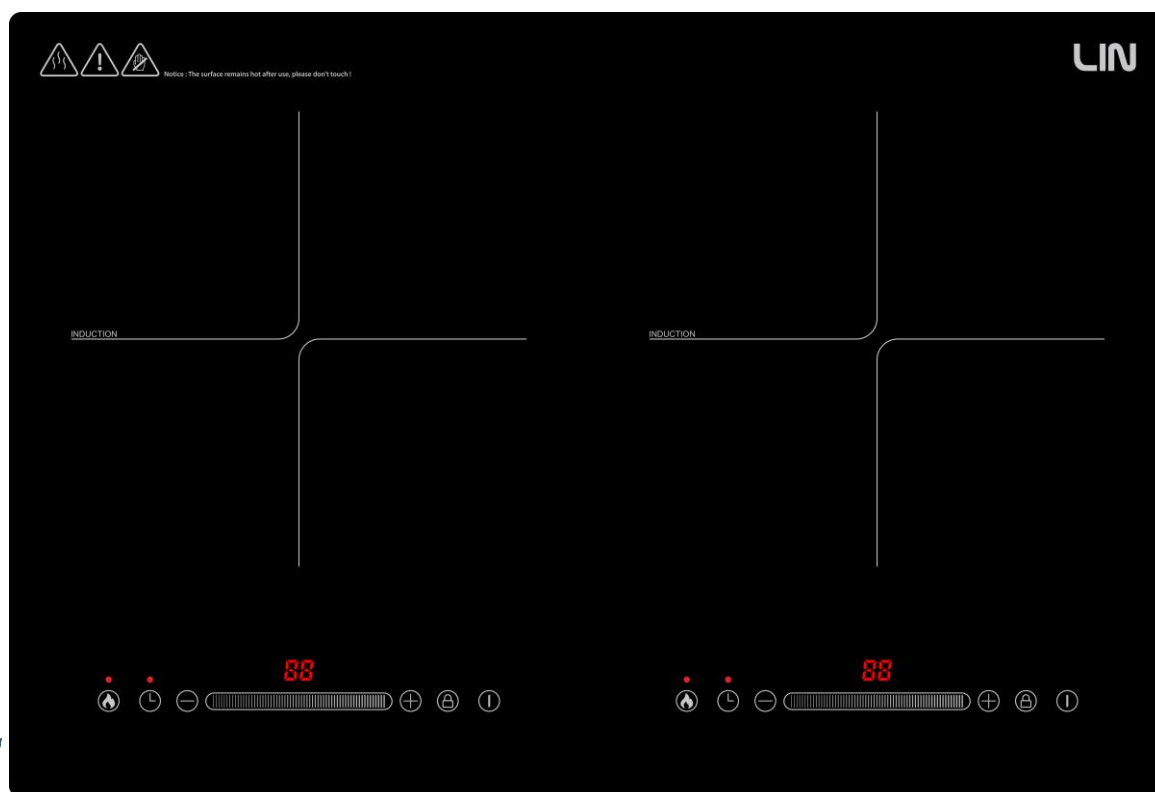 LIN
Notice : The surface remains hot after use, please don't touch !
INDUCTION
INDUCTION
88
88